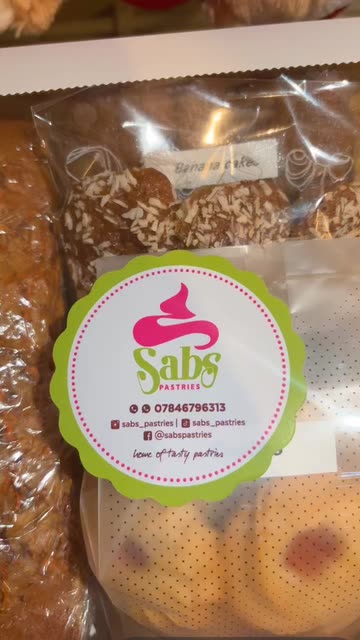 Banana cake
Sabs
PASTRIES
07846796313
sabs_pastries | sabs_pastries
@sabspastries
home of tasty pastries